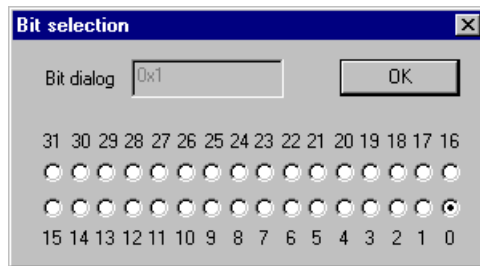 Bit selection
Bit dialog 0x1 OK
31 30 29 28 27 26 25 24 23 22 21 20 19 18 17 16
15 14 13 12 11 10 9 8 7 6 5 4 3 2 1 0